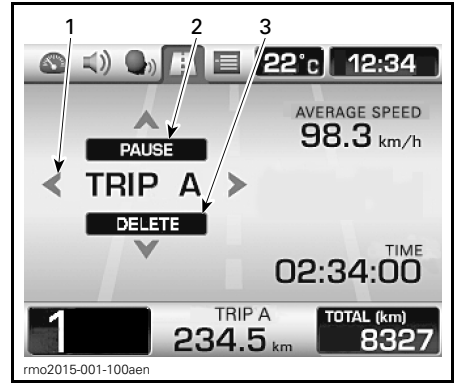 1 2 3
22°c 12:34
AVERAGE SPEED
98.3 km/h
PAUSE
TRIP A
DELETE
TIME
02:34:00
1
TRIP A
234.5 km
TOTAL (km)
8327
rmo2015-001-100aen